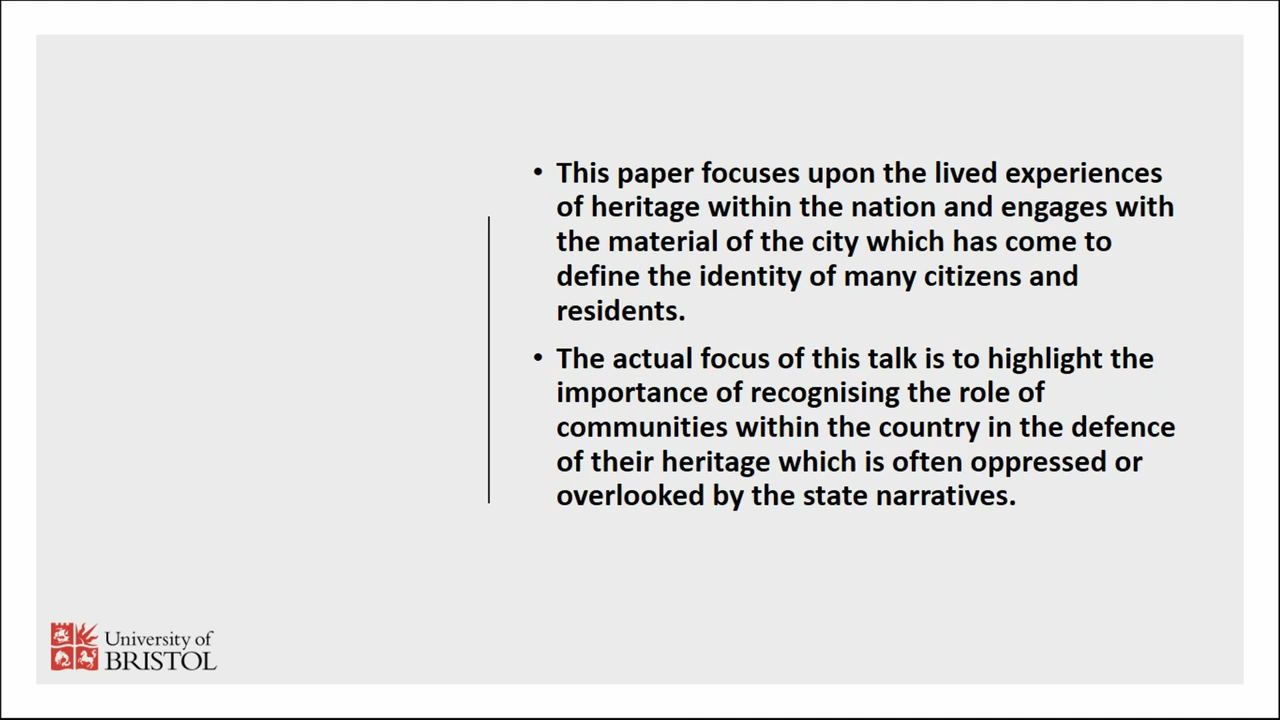 • This paper focuses upon the lived experiences
of heritage within the nation and engages with
the material of the city which has come to
define the identity of many citizens and
residents.
• The actual focus of this talk is to highlight the
importance of recognising the role of
communities within the country in the defence
of their heritage which is often oppressed or
overlooked by the state narratives.
University of
BRISTOL